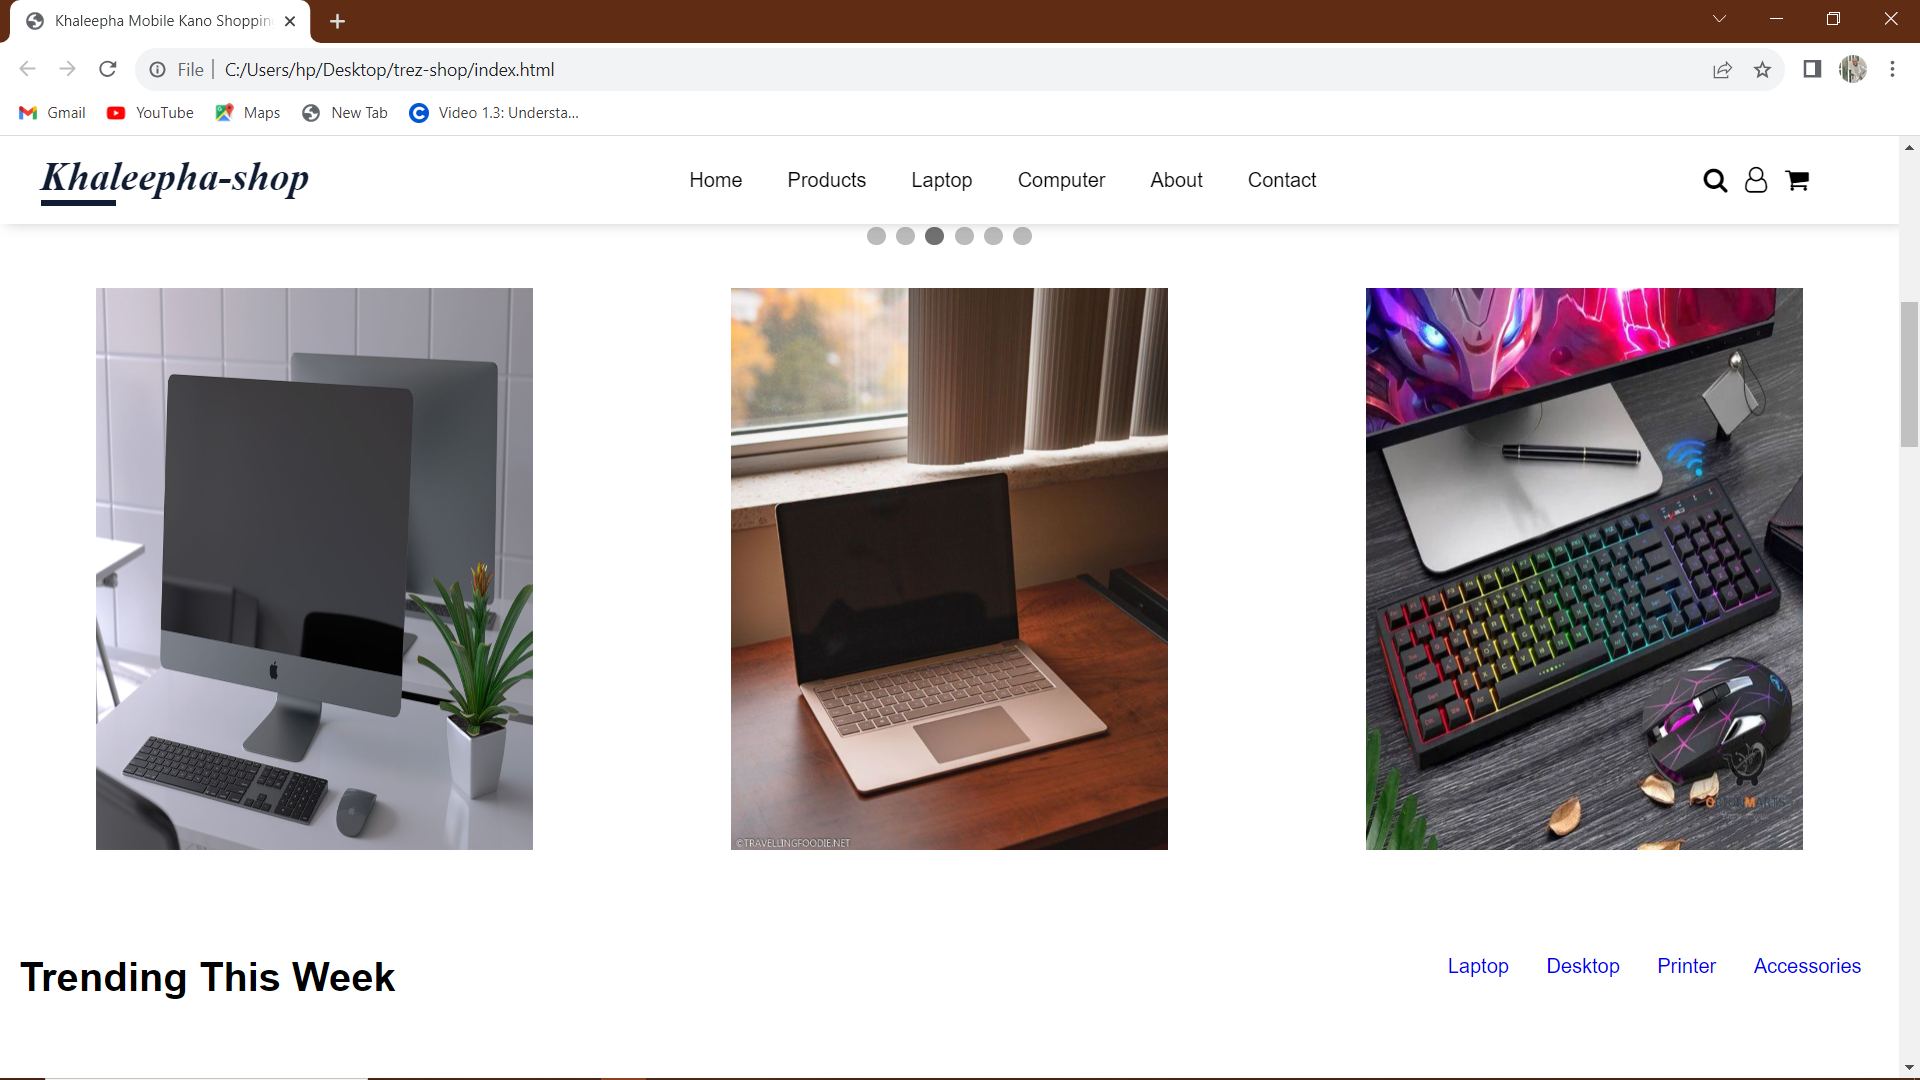 Khaleepha Mobile Kano Shoppin
File
C:/Users/hp/Desktop/trez-shop/index.html
Gmail
YouTube
Maps
New Tab
Video 1.3: Understa...
Khaleepha-shop
Home
Products
Laptop
Computer
About
Contact
©TRAVELLINGFOODIE.NET
Trending This Week
Laptop
Desktop
Printer
Accessories